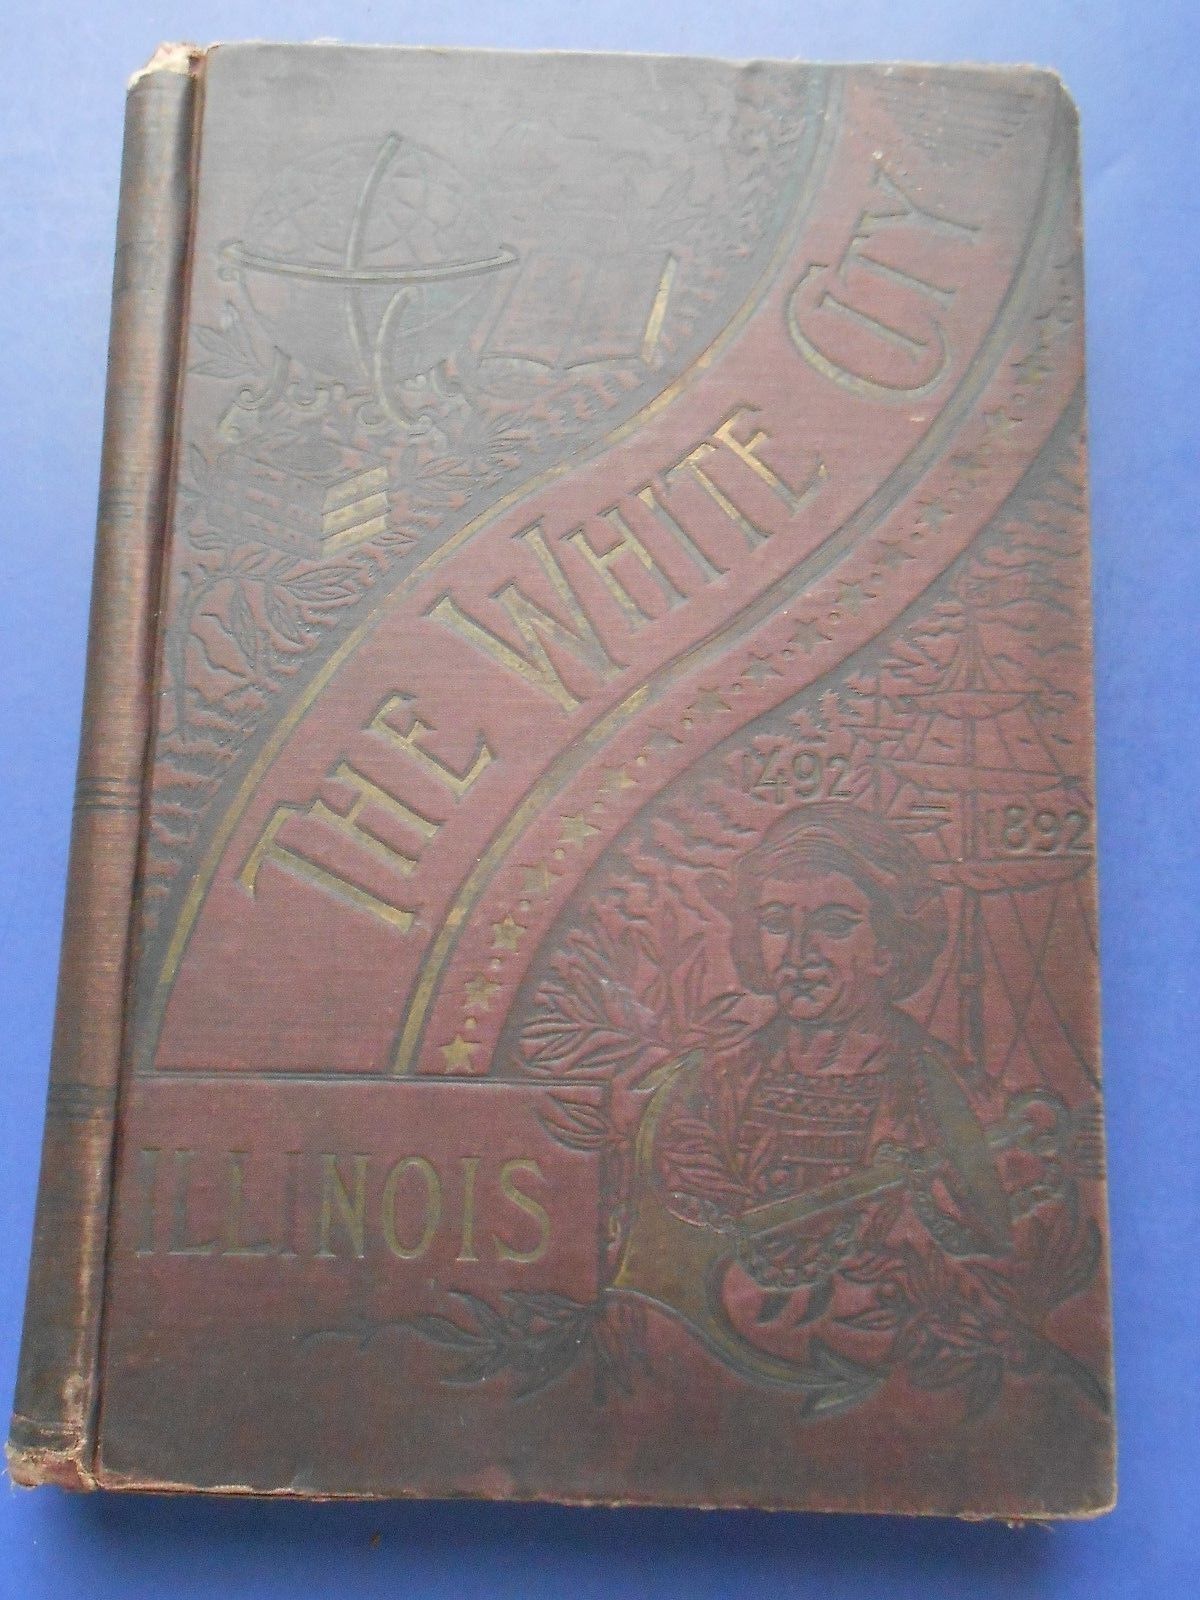 THE WHITE CITY
1492
1892
ILLINOIS